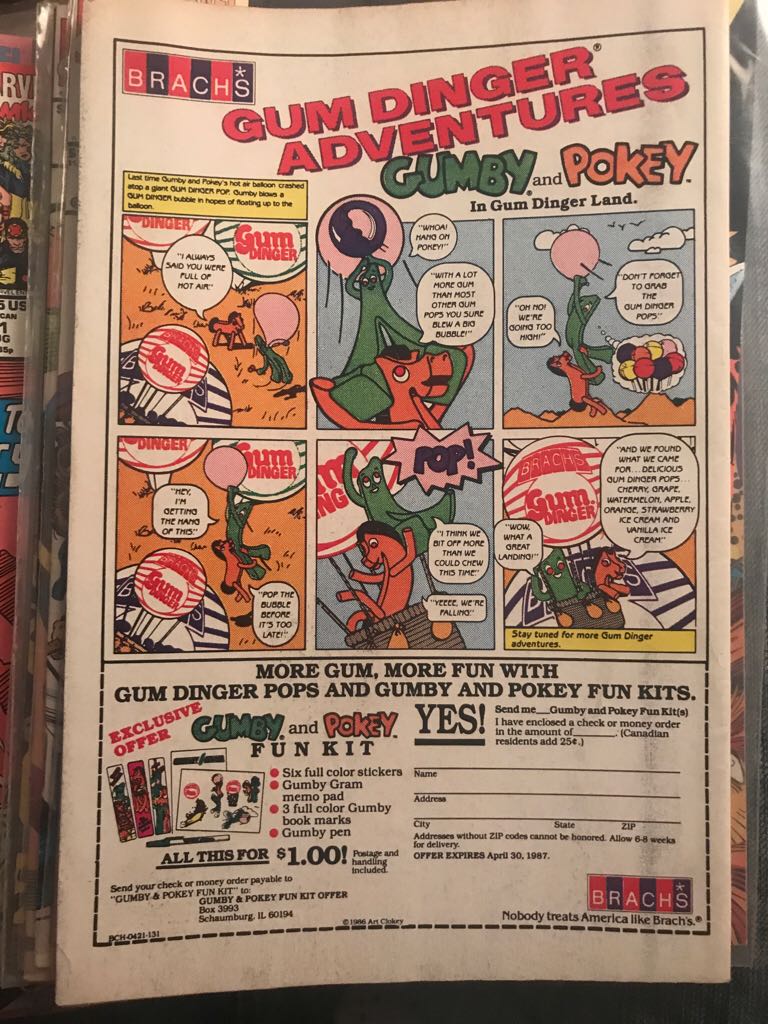 BRACH'S
GUM DINGER®
ADVENTURES
GUMBY® and POKEY™
In Gum Dinger Land.
Last time Gumby and Pokey's hot air balloon crashed
atop a giant GUM DINGER POP. Gumby blows a
GUM DINGER bubble in hopes of floating up to the
balloon.
DINGER
Gum
DINGER
"I ALWAYS
SAID YOU WERE
FULL OF
HOT AIR."
Gum
DINGER
"WHOA!
HANG ON
POKEY!"
"WITH A LOT
MORE GUM
THAN MOST
OTHER GUM
POPS YOU SURE
BLEW A BIG
BUBBLE!"
"DON'T FORGET
TO GRAB
THE
GUM DINGER
POPS"
"OH NO!
WE'RE
GOING TOO
HIGH!"
DINGER
Gum
DINGER
"HEY,
I'M
GETTING
THE HANG
OF THIS."
Gum
DINGER
"POP THE
BUBBLE
BEFORE
IT'S TOO
LATE!"
POP!
"I THINK WE
BIT OFF MORE
THAN WE
COULD CHEW
THIS TIME"
"YEEEE, WE'RE
FALLING."
BRACH'S
Gum
DINGER
"AND WE FOUND
WHAT WE CAME
FOR...DELICIOUS
GUM DINGER POPS...
CHERRY, GRAPE,
WATERMELON, APPLE,
ORANGE, STRAWBERRY
ICE CREAM AND
VANILLA ICE
CREAM."
"WOW,
WHAT A
GREAT
LANDING!"
Stay tuned for more Gum Dinger
adventures.
MORE GUM, MORE FUN WITH
GUM DINGER POPS AND GUMBY AND POKEY FUN KITS.
EXCLUSIVE
OFFER
GUMBY® and POKEY™
FUN KIT
Six full color stickers
Gumby Gram
memo pad
3 full color Gumby
book marks
Gumby pen
ALL THIS FOR $1.00! Postage and
handling
included.
Send your check or money order payable to
"GUMBY & POKEY FUN KIT" to:
GUMBY & POKEY FUN KIT OFFER
Box 3993
Schaumburg, IL 60194
BCH-0421-131
©1986 Art Clokey
YES!
Send me__Gumby and Pokey Fun Kit(s)
I have enclosed a check or money order
in the amount of______. (Canadian
residents add 25¢.)
Name
Address
City State ZIP
Addresses without ZIP codes cannot be honored. Allow 6-8 weeks
for delivery.
OFFER EXPIRES April 30, 1987.
BRACH'S
Nobody treats America like Brach's.®